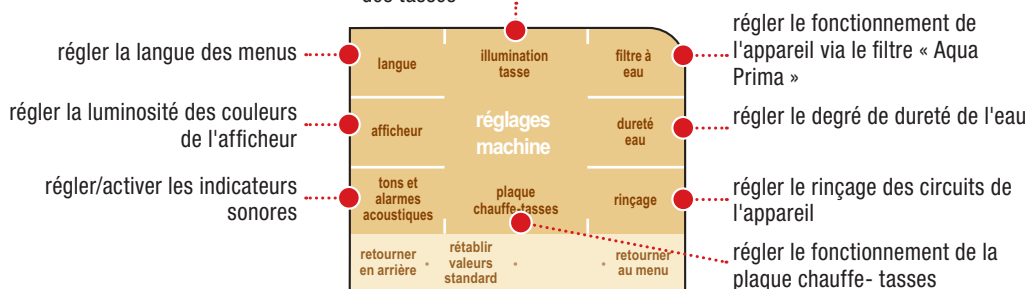 des tasses
régler la langue des menus
régler la luminosité des couleurs
de l'afficheur
régler/activer les indicateurs
sonores
langue
illumination
tasse
filtre à
eau
afficheur
réglages
machine
dureté
eau
tons et
alarmes
acoustiques
plaque
chauffe-tasses
rinçage
retourner
en arrière
rétablir
valeurs
standard
retourner
au menu
régler le fonctionnement de
l'appareil via le filtre « Aqua
Prima »
régler le degré de dureté de l'eau
régler le rinçage des circuits de
l'appareil
régler le fonctionnement de la
plaque chauffe- tasses